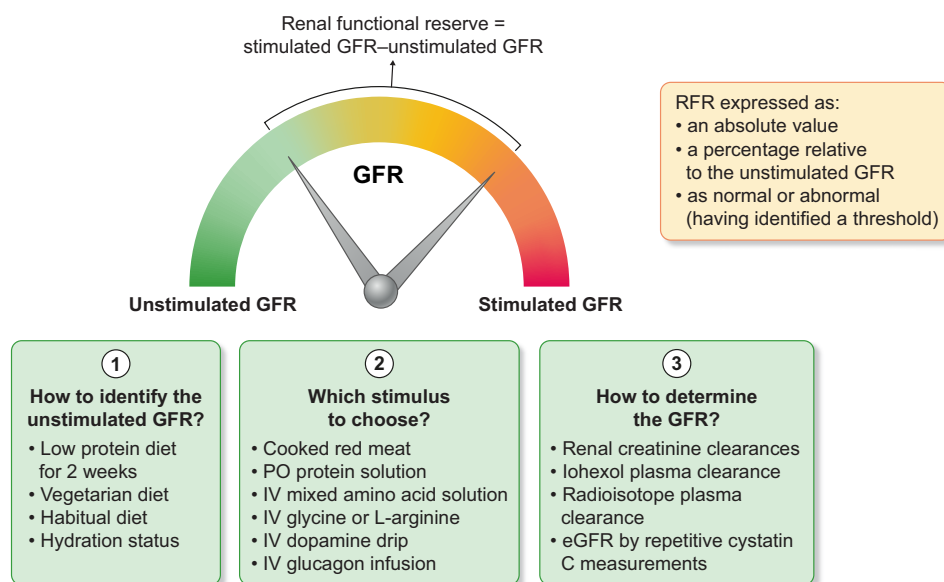 Renal functional reserve =
stimulated GFR–unstimulated GFR
GFR
Unstimulated GFR
Stimulated GFR
RFR expressed as:
• an absolute value
• a percentage relative
to the unstimulated GFR
• as normal or abnormal
(having identified a threshold)
1
How to identify the
unstimulated GFR?
• Low protein diet
for 2 weeks
• Vegetarian diet
• Habitual diet
• Hydration status
2
Which stimulus
to choose?
• Cooked red meat
• PO protein solution
• IV mixed amino acid solution
• IV glycine or L-arginine
• IV dopamine drip
• IV glucagon infusion
3
How to determine
the GFR?
• Renal creatinine clearances
• Iohexol plasma clearance
• Radioisotope plasma
clearance
• eGFR by repetitive cystatin
C measurements